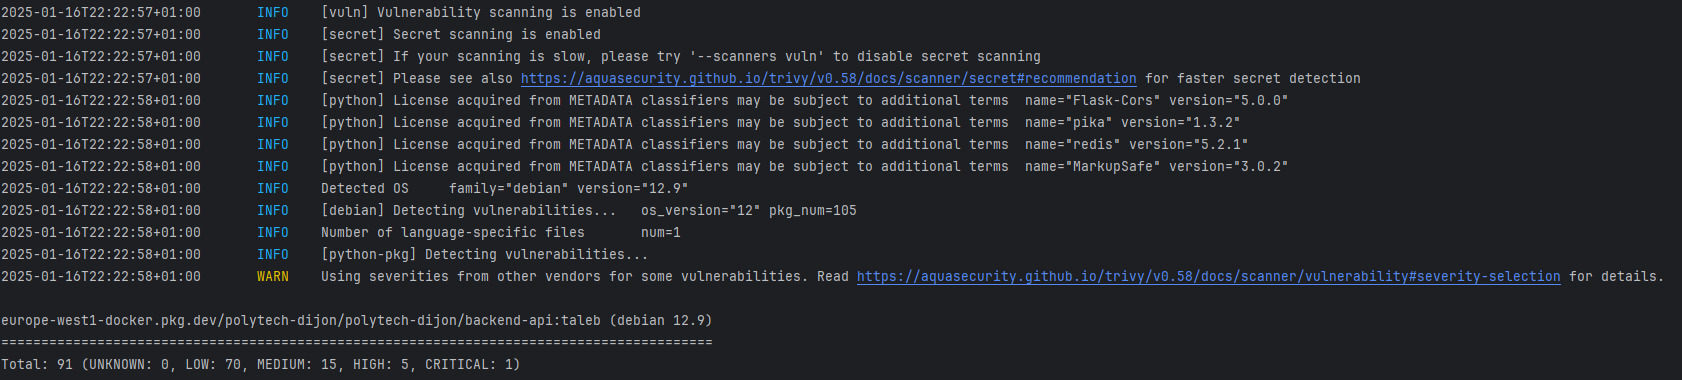 2025-01-16T22:22:57+01:00       INFO    [vuln] Vulnerability scanning is enabled
2025-01-16T22:22:57+01:00       INFO    [secret] Secret scanning is enabled
2025-01-16T22:22:57+01:00       INFO    [secret] If your scanning is slow, please try '--scanners vuln' to disable secret scanning
2025-01-16T22:22:57+01:00       INFO    [secret] Please see also https://aquasecurity.github.io/trivy/v0.58/docs/scanner/secret#recommendation for faster secret detection
2025-01-16T22:22:58+01:00       INFO    [python] License acquired from METADATA classifiers may be subject to additional terms  name="Flask-Cors" version="5.0.0"
2025-01-16T22:22:58+01:00       INFO    [python] License acquired from METADATA classifiers may be subject to additional terms  name="pika" version="1.3.2"
2025-01-16T22:22:58+01:00       INFO    [python] License acquired from METADATA classifiers may be subject to additional terms  name="redis" version="5.2.1"
2025-01-16T22:22:58+01:00       INFO    [python] License acquired from METADATA classifiers may be subject to additional terms  name="MarkupSafe" version="3.0.2"
2025-01-16T22:22:58+01:00       INFO    Detected OS     family="debian" version="12.9"
2025-01-16T22:22:58+01:00       INFO    [debian] Detecting vulnerabilities...   os_version="12" pkg_num=105
2025-01-16T22:22:58+01:00       INFO    Number of language-specific files       num=1
2025-01-16T22:22:58+01:00       INFO    [python-pkg] Detecting vulnerabilities...
2025-01-16T22:22:58+01:00       WARN    Using severities from other vendors for some vulnerabilities. Read https://aquasecurity.github.io/trivy/v0.58/docs/scanner/vulnerability#severity-selection for details.
europe-west1-docker.pkg.dev/polytech-dijon/polytech-dijon/backend-api:taleb (debian 12.9)
=========================================================================================
Total: 91 (UNKNOWN: 0, LOW: 70, MEDIUM: 15, HIGH: 5, CRITICAL: 1)